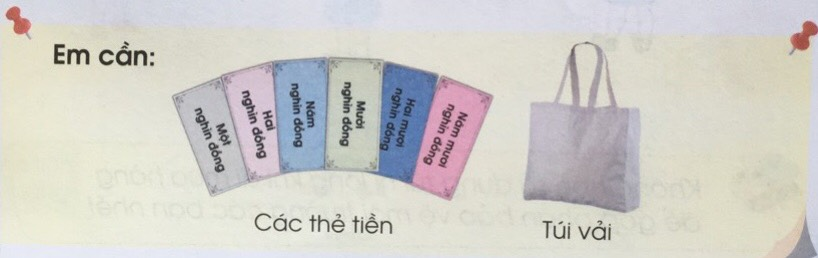 Em cần:
Một
nghìn đồng
Hai
nghìn đồng
Năm
nghìn đồng
Mười
nghìn đồng
Hai mươi
nghìn đồng
Năm mươi
nghìn đồng
Các thẻ tiền
Túi vải